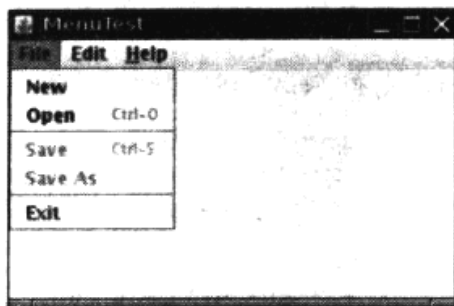 MenuTest
File Edit Help
New
Open Ctrl-O
Save Ctrl-S
Save As
Exit